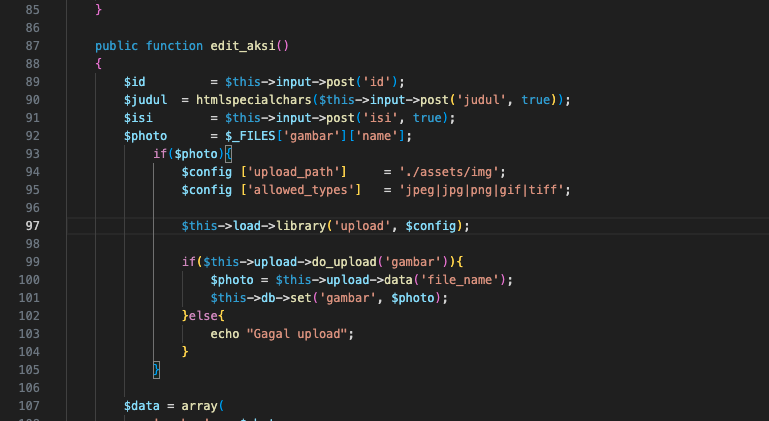 85 }
86
87 public function edit_aksi()
88 {
89 $id = $this->input->post('id');
90 $judul = htmlspecialchars($this->input->post('judul', true));
91 $isi = $this->input->post('isi', true);
92 $photo = $_FILES['gambar']['name'];
93 if($photo){
94 $config ['upload_path'] = './assets/img';
95 $config ['allowed_types'] = 'jpeg|jpg|png|gif|tiff';
96
97 $this->load->library('upload', $config);
98
99 if($this->upload->do_upload('gambar')){
100 $photo = $this->upload->data('file_name');
101 $this->db->set('gambar', $photo);
102 }else{
103 echo "Gagal upload";
104 }
105 }
106
107 $data = array(